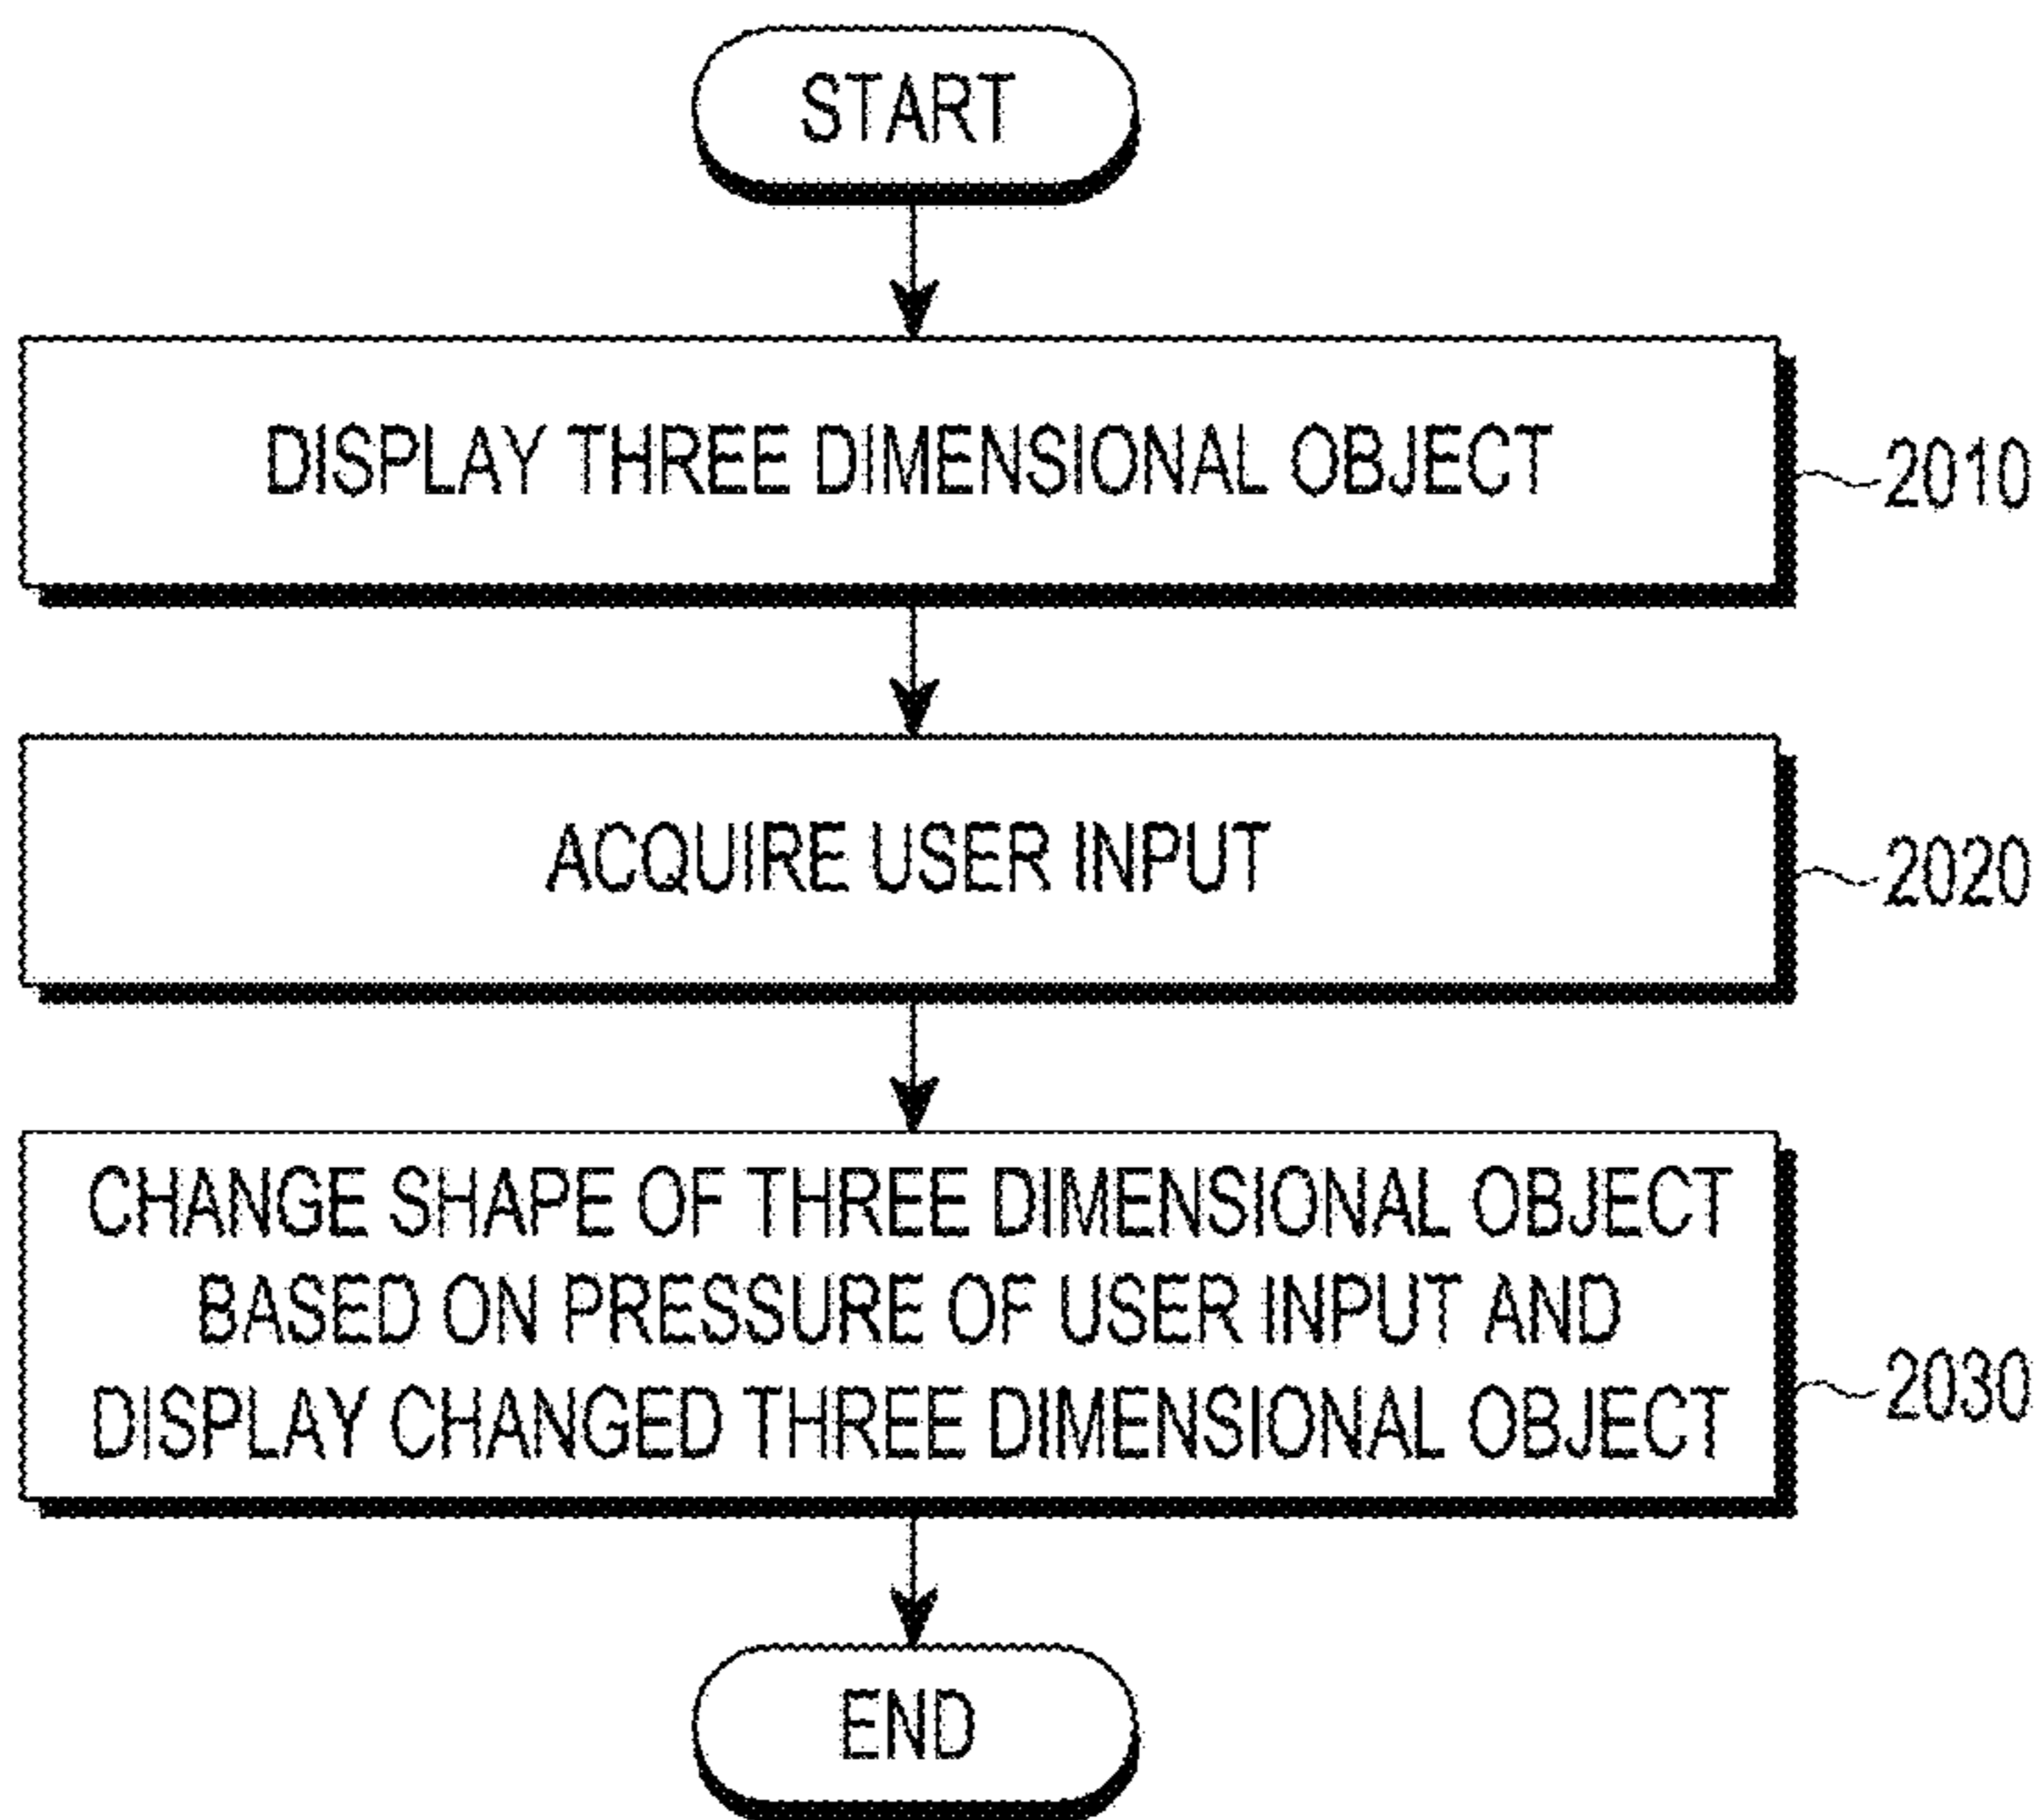 START
DISPLAY THREE DIMENSIONAL OBJECT
2010
ACQUIRE USER INPUT
2020
CHANGE SHAPE OF THREE DIMENSIONAL OBJECT
BASED ON PRESSURE OF USER INPUT AND
DISPLAY CHANGED THREE DIMENSIONAL OBJECT
2030
END